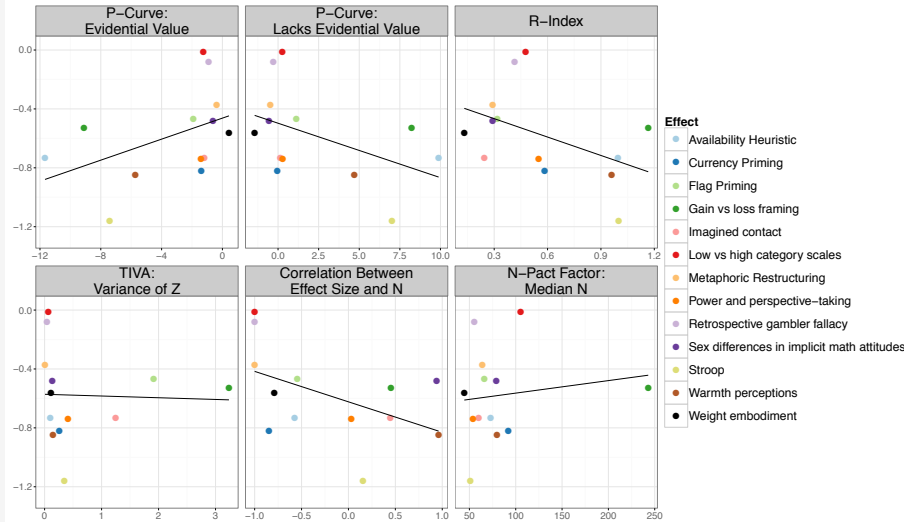 P−Curve:
Evidential Value
P−Curve:
Lacks Evidential Value
R−Index
0.0
−0.4
−0.8
−1.2
−12
−8
−4
0
0.0
2.5
5.0
7.5
10.0
0.3
0.6
0.9
1.2
TIVA:
Variance of Z
Correlation Between
Effect Size and N
N−Pact Factor:
Median N
0.0
−0.4
−0.8
−1.2
0
1
2
3
−1.0
−0.5
0.0
0.5
1.0
50
100
150
200
250
Effect
Availability Heuristic
Currency Priming
Flag Priming
Gain vs loss framing
Imagined contact
Low vs high category scales
Metaphoric Restructuring
Power and perspective−taking
Retrospective gambler fallacy
Sex differences in implicit math attitudes
Stroop
Warmth perceptions
Weight embodiment